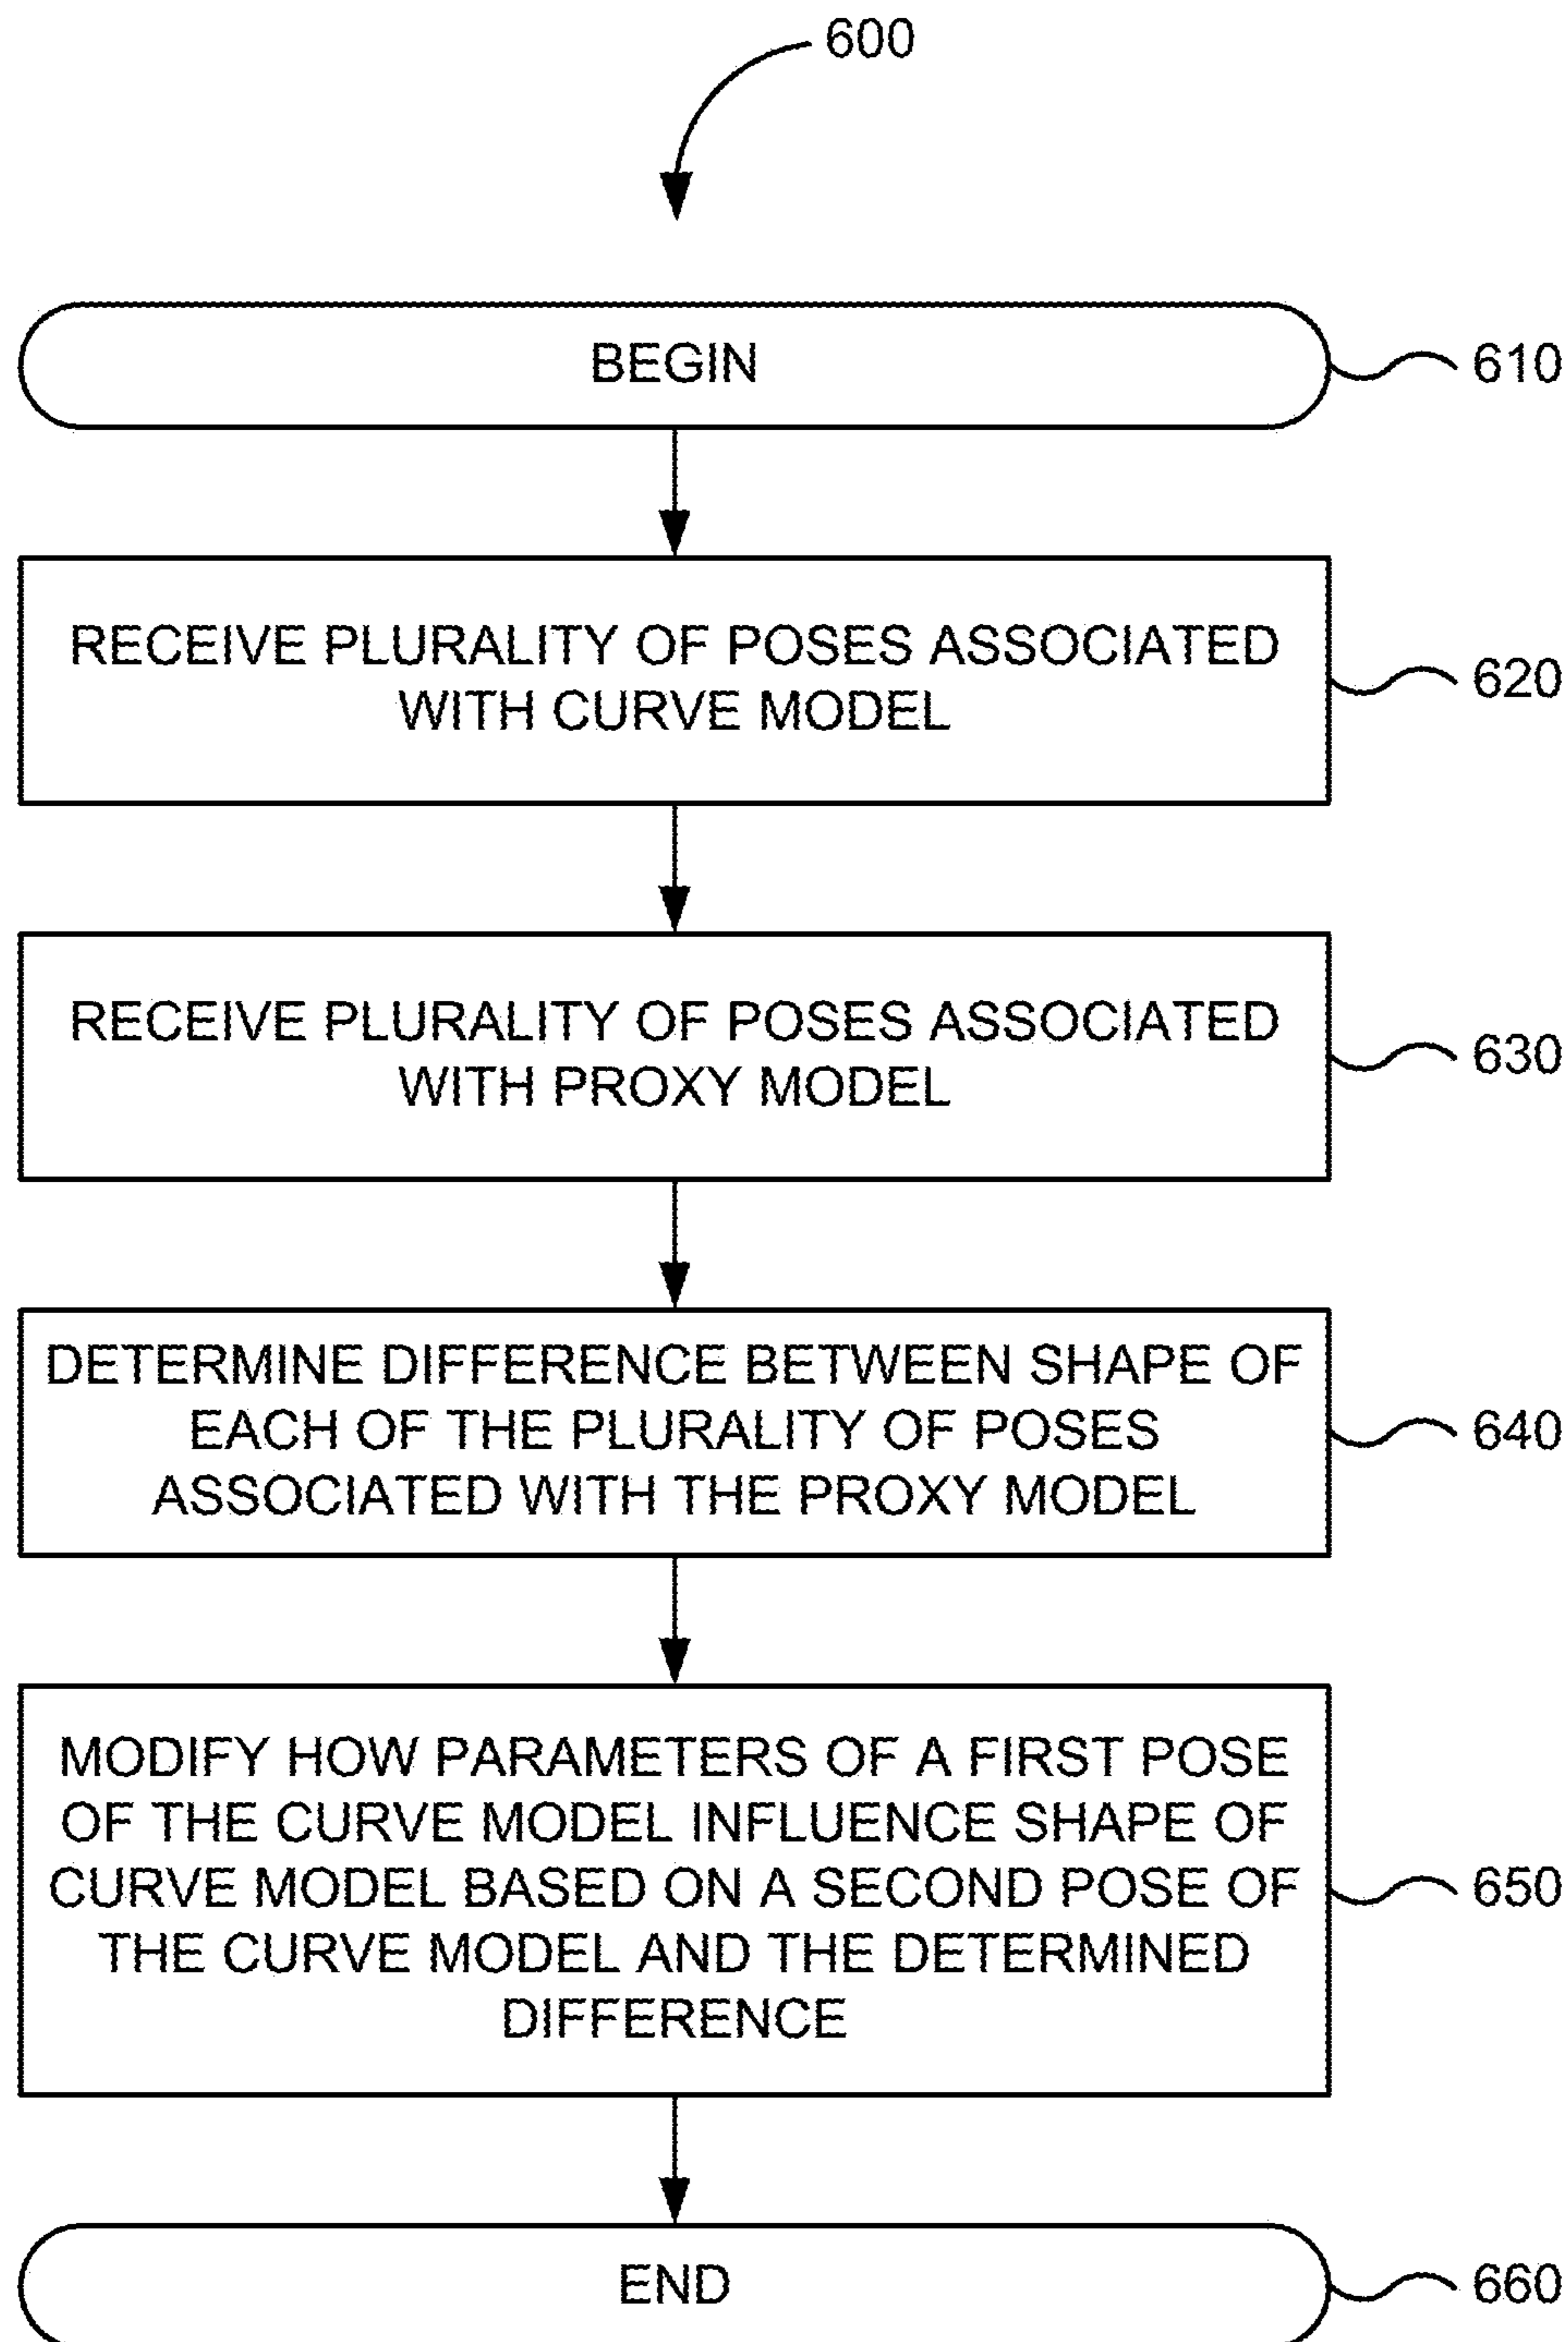 600
BEGIN
610
RECEIVE PLURALITY OF POSES ASSOCIATED
WITH CURVE MODEL
620
RECEIVE PLURALITY OF POSES ASSOCIATED
WITH PROXY MODEL
630
DETERMINE DIFFERENCE BETWEEN SHAPE OF
EACH OF THE PLURALITY OF POSES
ASSOCIATED WITH THE PROXY MODEL
640
MODIFY HOW PARAMETERS OF A FIRST POSE
OF THE CURVE MODEL INFLUENCE SHAPE OF
CURVE MODEL BASED ON A SECOND POSE OF
THE CURVE MODEL AND THE DETERMINED
DIFFERENCE
650
END
660